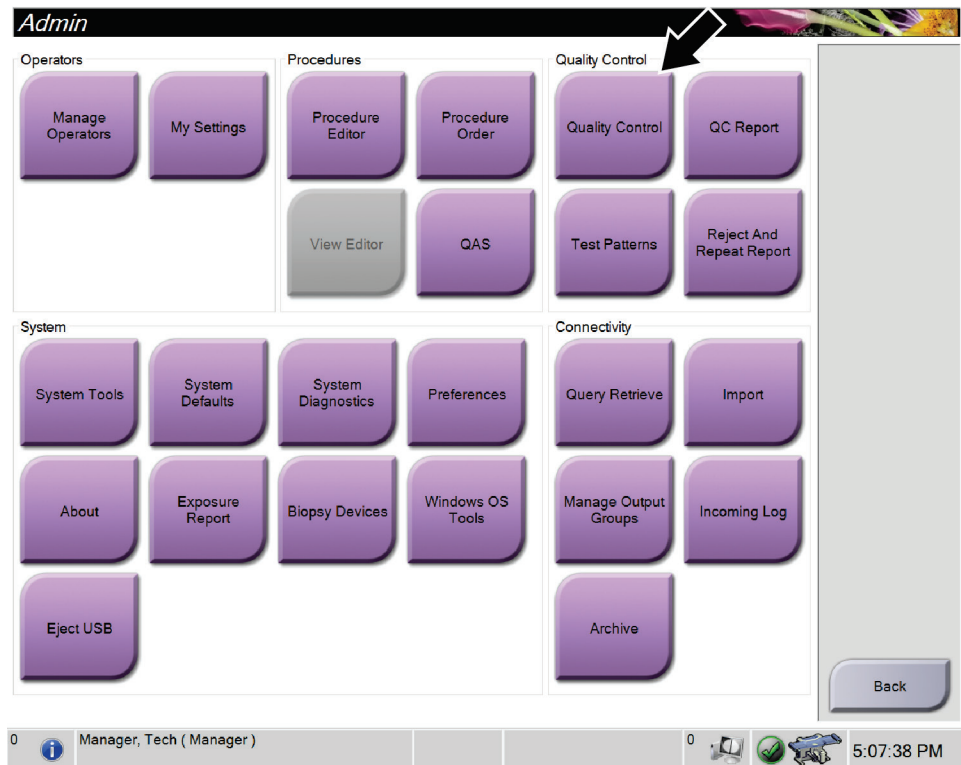 Admin
Operators
Manage
Operators
My Settings
Procedures
Procedure
Editor
Procedure
Order
View Editor
QAS
Quality Control
Quality Control
QC Report
Test Patterns
Reject And
Repeat Report
System
System Tools
System
Defaults
System
Diagnostics
Preferences
About
Exposure
Report
Biopsy Devices
Windows OS
Tools
Eject USB
Connectivity
Query Retrieve
Import
Manage Output
Groups
Incoming Log
Archive
Back
0
Manager, Tech ( Manager )
0
5:07:38 PM